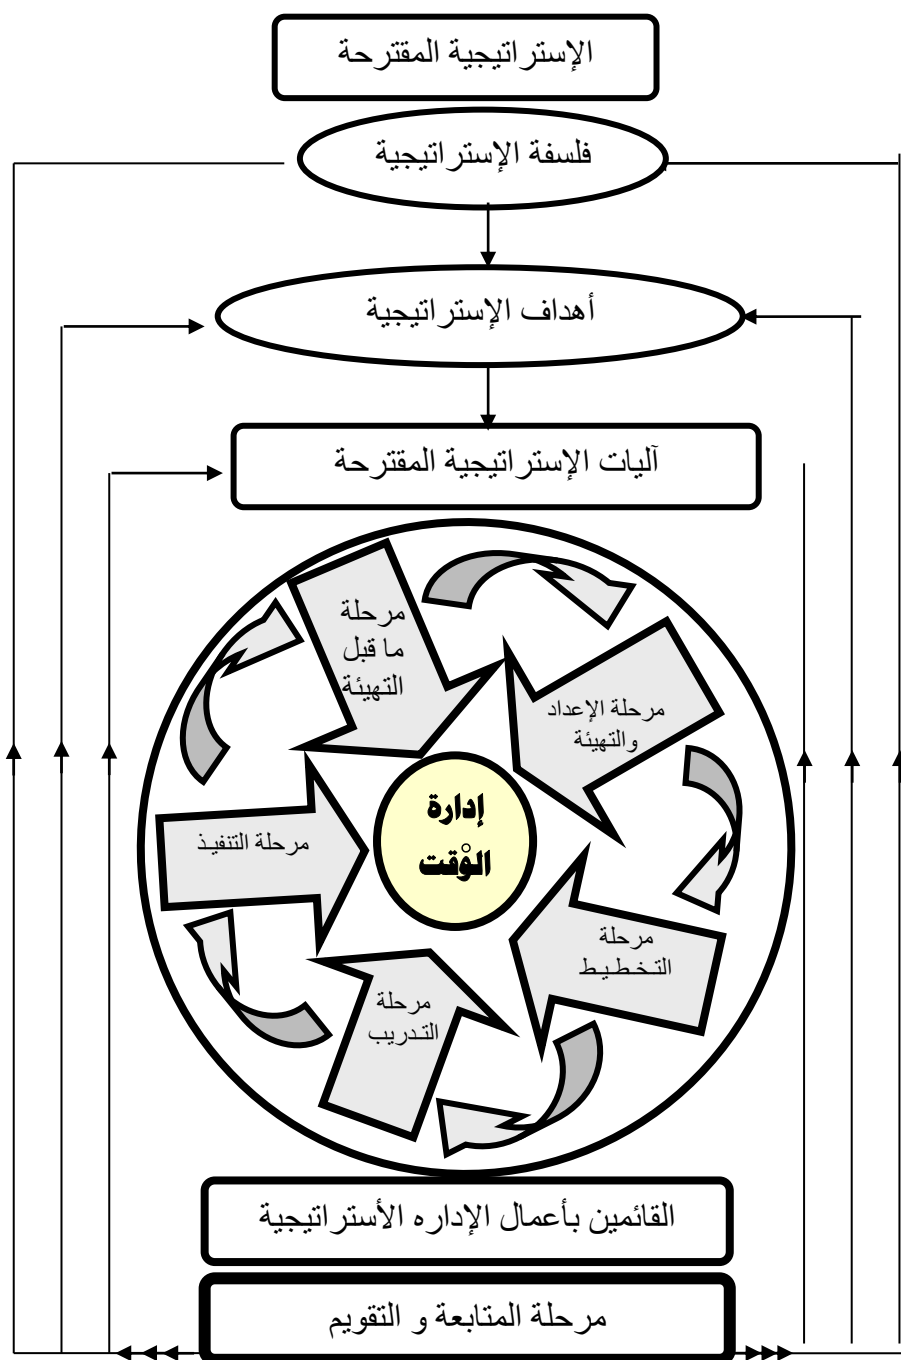 الإستراتيجية المقترحة
فلسفة الإستراتيجية
أهداف الإستراتيجية
آليات الإستراتيجية المقترحة
مرحلة
ما قبل
التهيئة
مرحلة الإعداد
والتهيئة
إدارة
الوْقت
مرحلة التنفيذ
مرحلة
التخطيط
مرحلة
التدريب
القائمين بأعمال الإداره الأستراتيجية
مرحلة المتابعة و التقويم